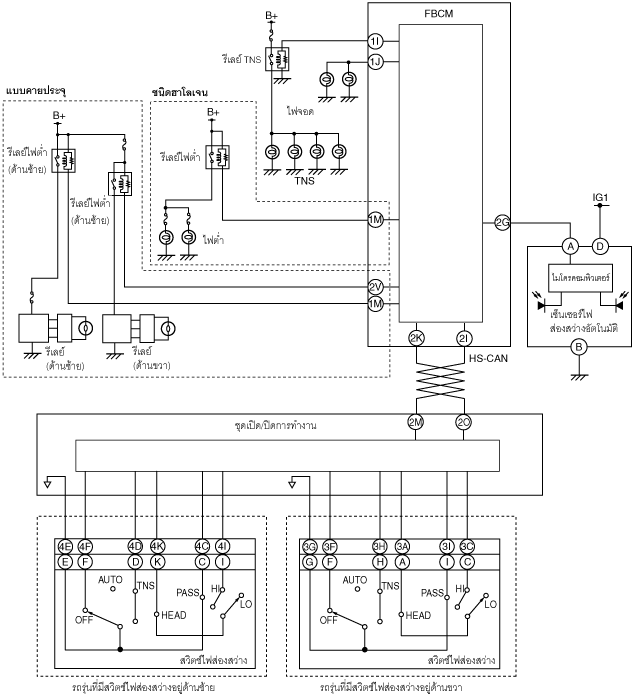 FBCM
B+
1I
รีเลย์ TNS
1J
ไฟจอด
TNS
แบบคายประจุ
ชนิดฮาโลเจน
B+
B+
รีเลย์ไฟต่ำ
(ด้านซ้าย)
รีเลย์ไฟต่ำ
(ด้านซ้าย)
รีเลย์ไฟต่ำ
ไฟต่ำ
1M
2V
1M
2G
IG1
A
D
ไมโครคอมพิวเตอร์
เซ็นเซอร์ไฟ
ส่องสว่างอัตโนมัติ
B
รีเลย์
(ด้านซ้าย)
รีเลย์
(ด้านขวา)
2K
2I
HS-CAN
2M
2O
ชุดเปิด/ปิดการทำงาน
4E 4F 4D 4K 4C 4I
E F D K C I
AUTO
TNS
PASS
HI
LO
OFF
HEAD
สวิตช์ไฟส่องสว่าง
รถรุ่นที่มีสวิตช์ไฟส่องสว่างอยู่ด้านซ้าย
3G 3F 3H 3A 3I 3C
G F H A I C
AUTO
TNS
PASS
HI
LO
OFF
HEAD
สวิตช์ไฟส่องสว่าง
รถรุ่นที่มีสวิตช์ไฟส่องสว่างอยู่ด้านขวา